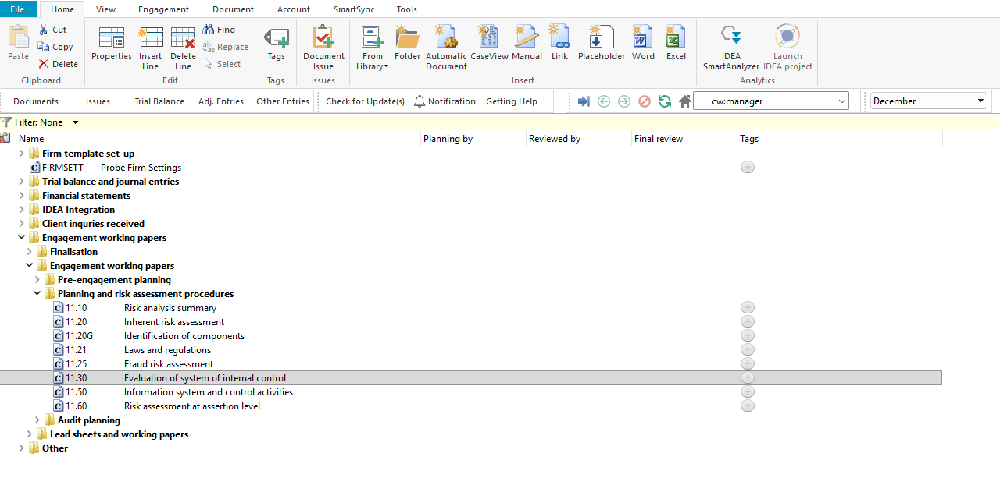 File Home View Engagement Document Account SmartSync Tools
Paste Cut Copy Delete Properties Insert Line Delete Line Find Replace Select Tags Document Issue From Library Folder Automatic Document CaseView Manual Link Placeholder Word Excel IDEA SmartAnalyzer Launch IDEA project
Clipboard Edit Tags Issues Insert Analytics
Documents Issues Trial Balance Adj. Entries Other Entries Check for Update(s) Notification Getting Help cw:manager December
Filter: None
Name Planning by Reviewed by Final review Tags
Firm template set-up
FIRMSETT Probe Firm Settings
Trial balance and journal entries
Financial statements
IDEA Integration
Client inquries received
Engagement working papers
Finalisation
Engagement working papers
Pre-engagement planning
Planning and risk assessment procedures
11.10 Risk analysis summary
11.20 Inherent risk assessment
11.20G Identification of components
11.21 Laws and regulations
11.25 Fraud risk assessment
11.30 Evaluation of system of internal control
11.50 Information system and control activities
11.60 Risk assessment at assertion level
Audit planning
Lead sheets and working papers
Other